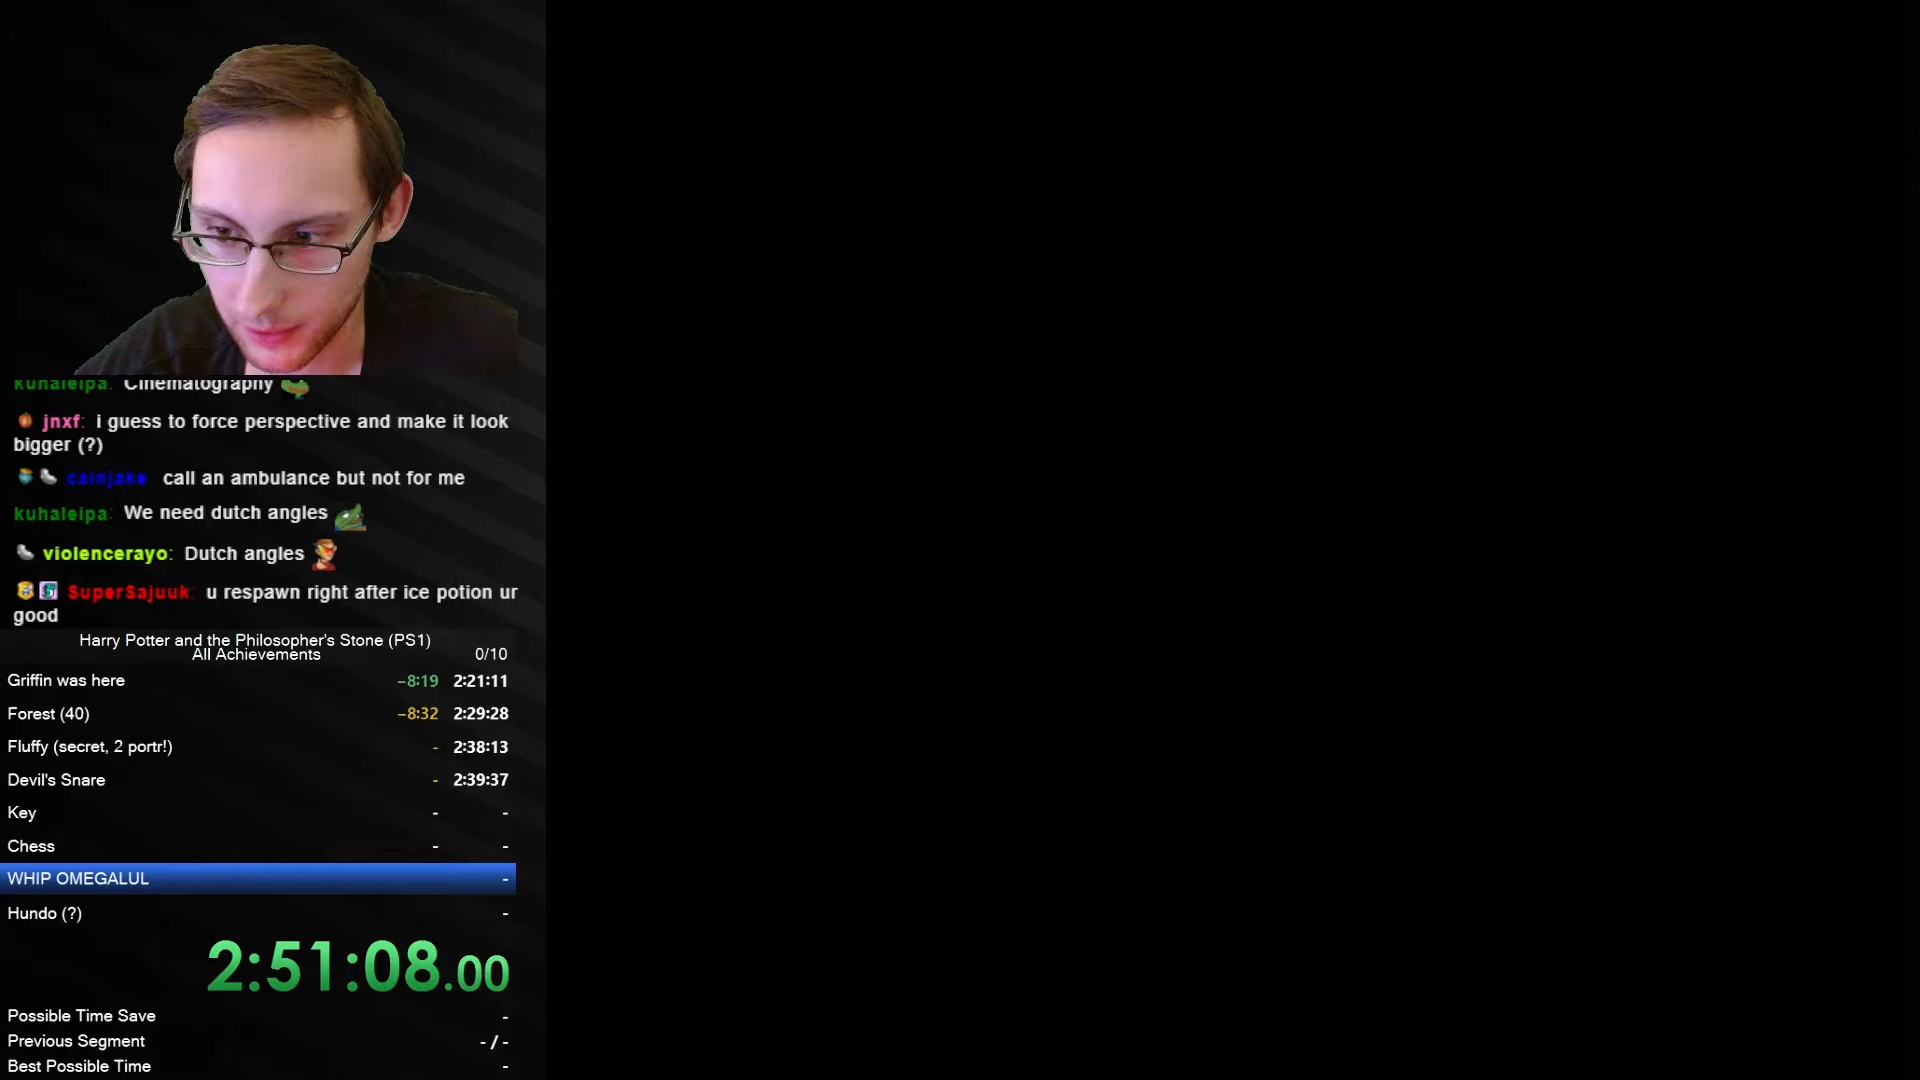 kuhaleipa: Cinematography
jnxf: i guess to force perspective and make it look
bigger (?)
cainjake call an ambulance but not for me
kuhaleipa: We need dutch angles
violencerayo: Dutch angles
SuperSajuuk: u respawn right after ice potion ur
good
Harry Potter and the Philosopher's Stone (PS1)
All Achievements 0/10
Griffin was here −8:19 2:21:11
Forest (40) −8:32 2:29:28
Fluffy (secret, 2 portr!) - 2:38:13
Devil's Snare - 2:39:37
Key - -
Chess - -
WHIP OMEGALUL -
Hundo (?) -
2:51:08.00
Possible Time Save -
Previous Segment - / -
Best Possible Time -